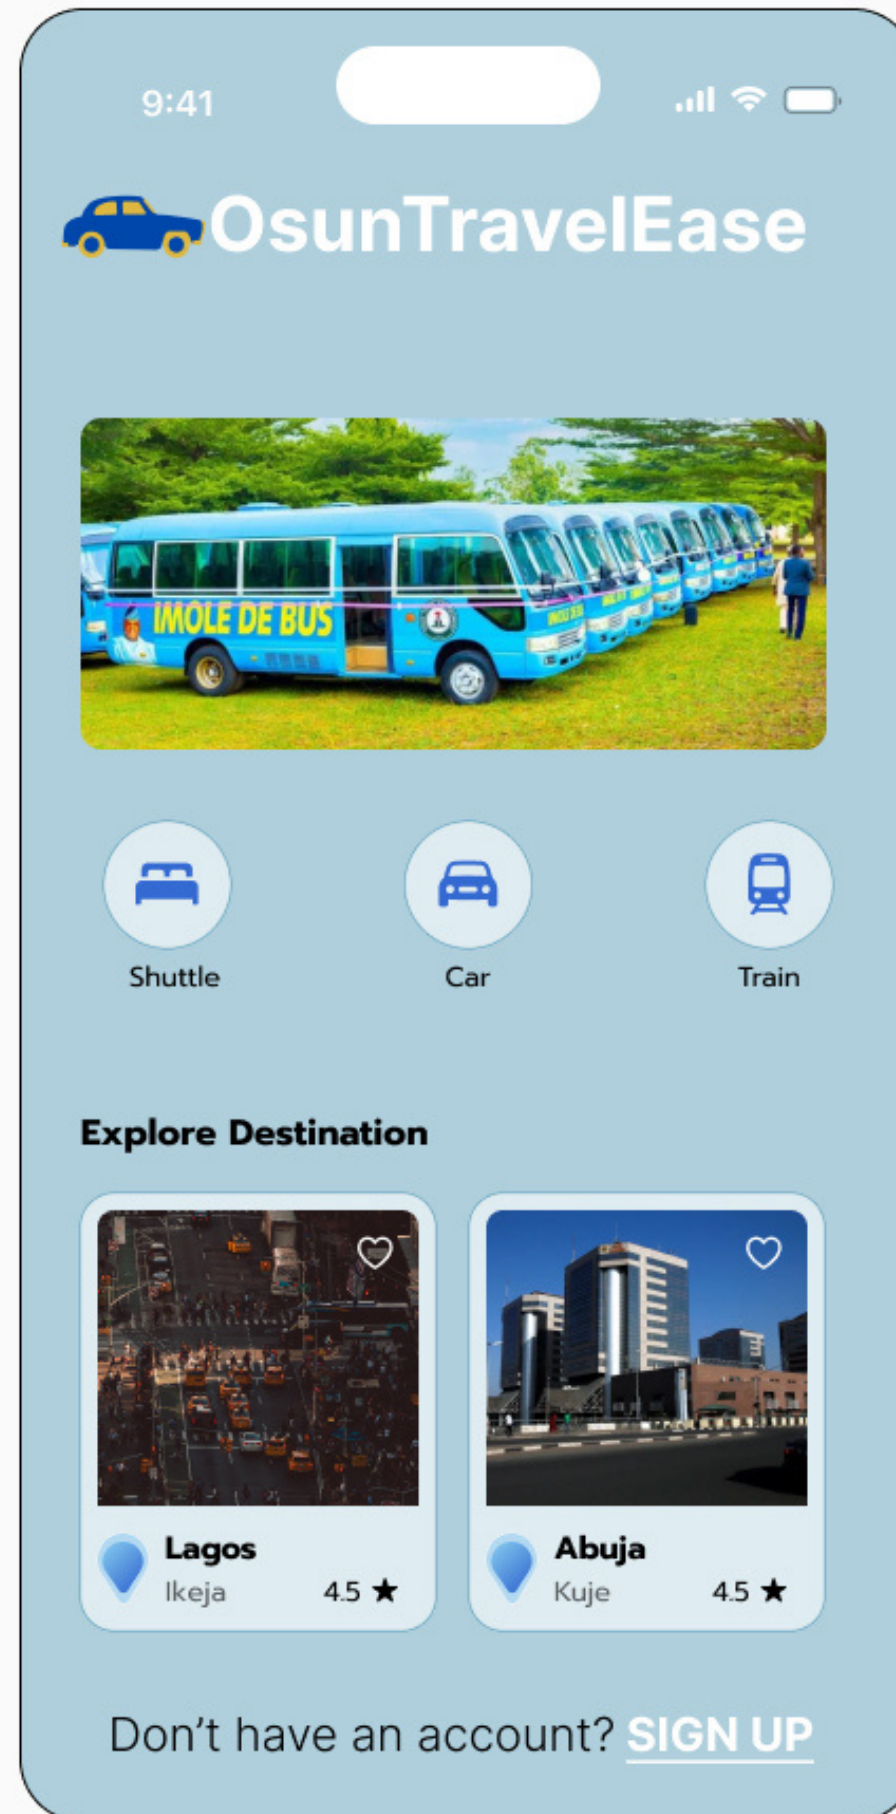 9:41
OsunTravelEase
IMOLE DE BUS
Shuttle
Car
Train
Explore Destination
Lagos
Ikeja
4.5 ★
Abuja
Kuje
4.5 ★
Don’t have an account? SIGN UP